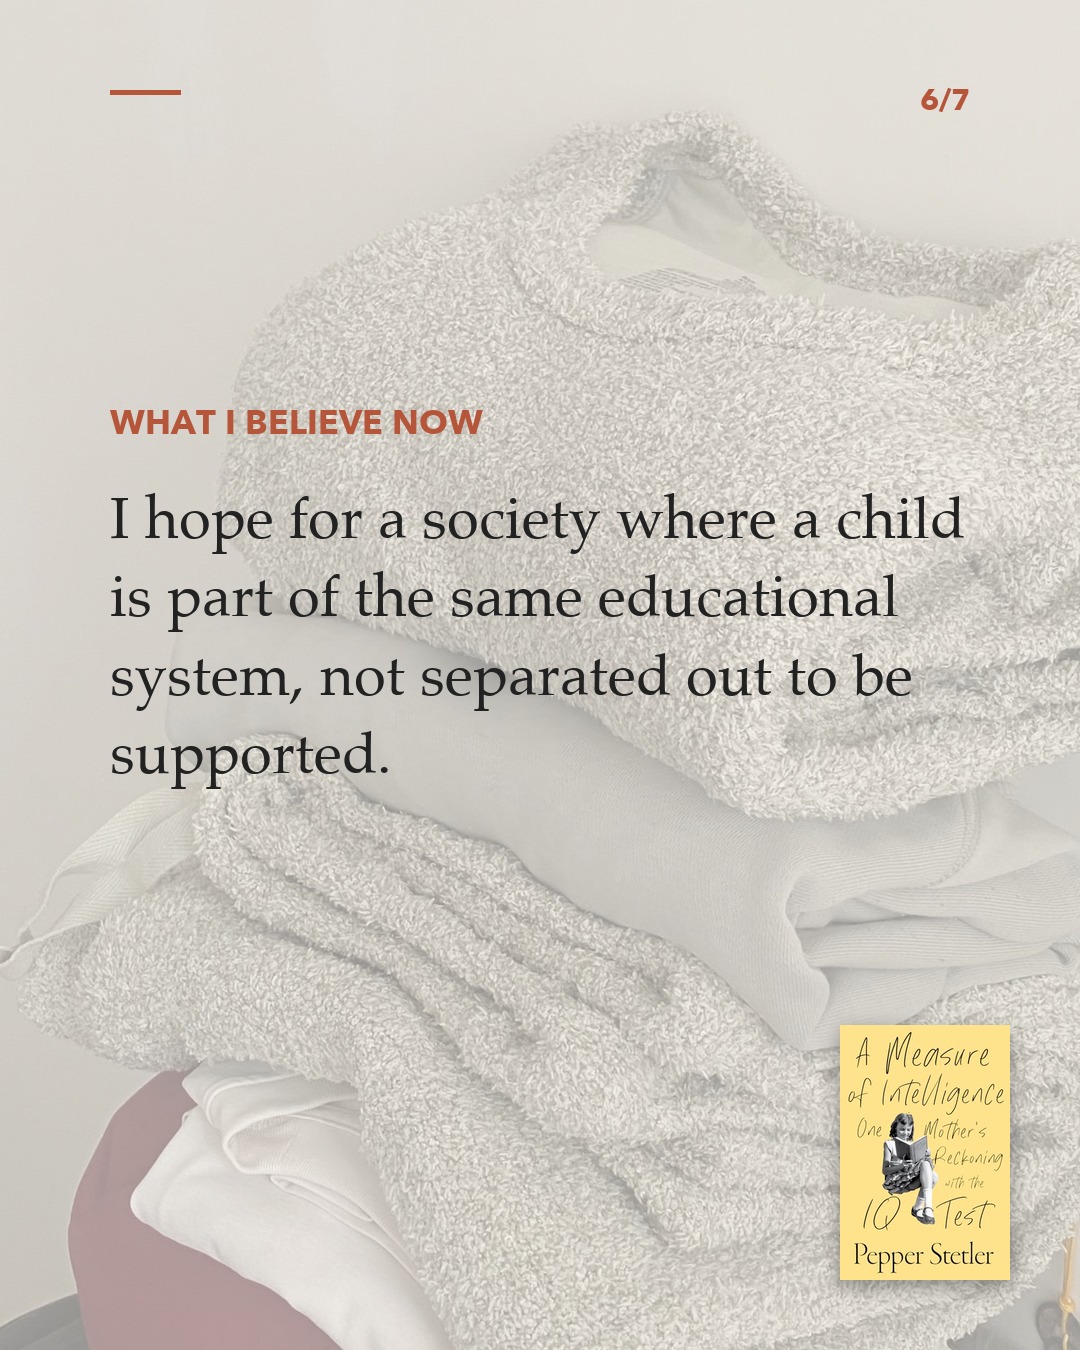 6/7
WHAT I BELIEVE NOW
I hope for a society where a child
is part of the same educational
system, not separated out to be
supported.
A Measure
of Intelligence
One Mother's
Reckoning
with the
IQ Test
Pepper Stetler